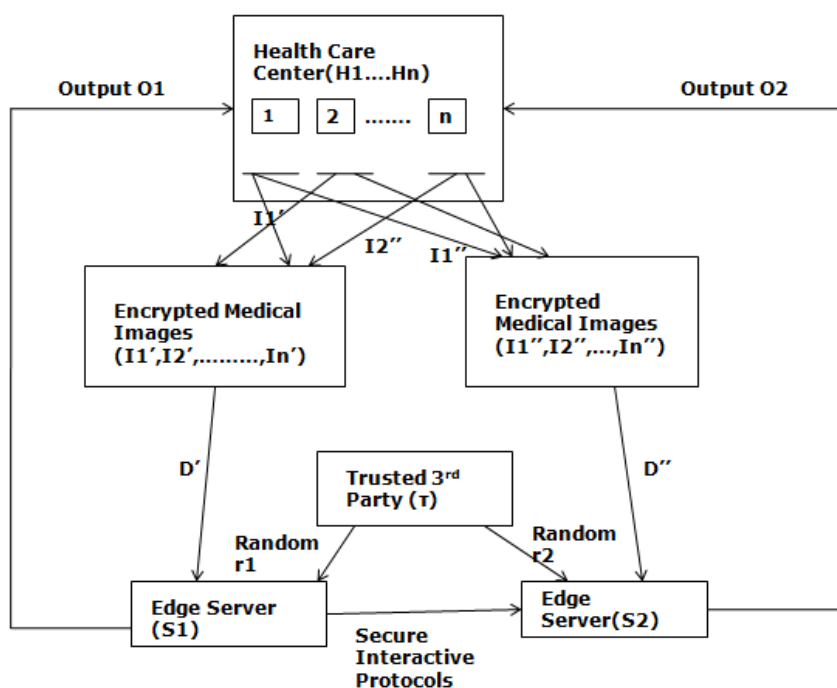 Health Care
Center(H1....Hn)
Output O1
Output O2
1
2
.......
n
I1′
I2′′
I1′′
Encrypted Medical
Images
(I1′,I2′,.........,In′)
Encrypted
Medical Images
(I1′′,I2′′,...,In′′)
D′
D′′
Trusted 3rd
Party (τ)
Random
r1
Random
r2
Edge Server
(S1)
Edge
Server(S2)
Secure
Interactive
Protocols